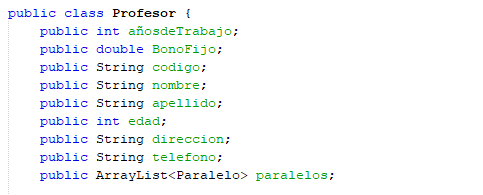 public class Profesor {
public int añosdeTrabajo;
public double BonoFijo;
public String codigo;
public String nombre;
public String apellido;
public int edad;
public String direccion;
public String telefono;
public ArrayList<Paralelo> paralelos;